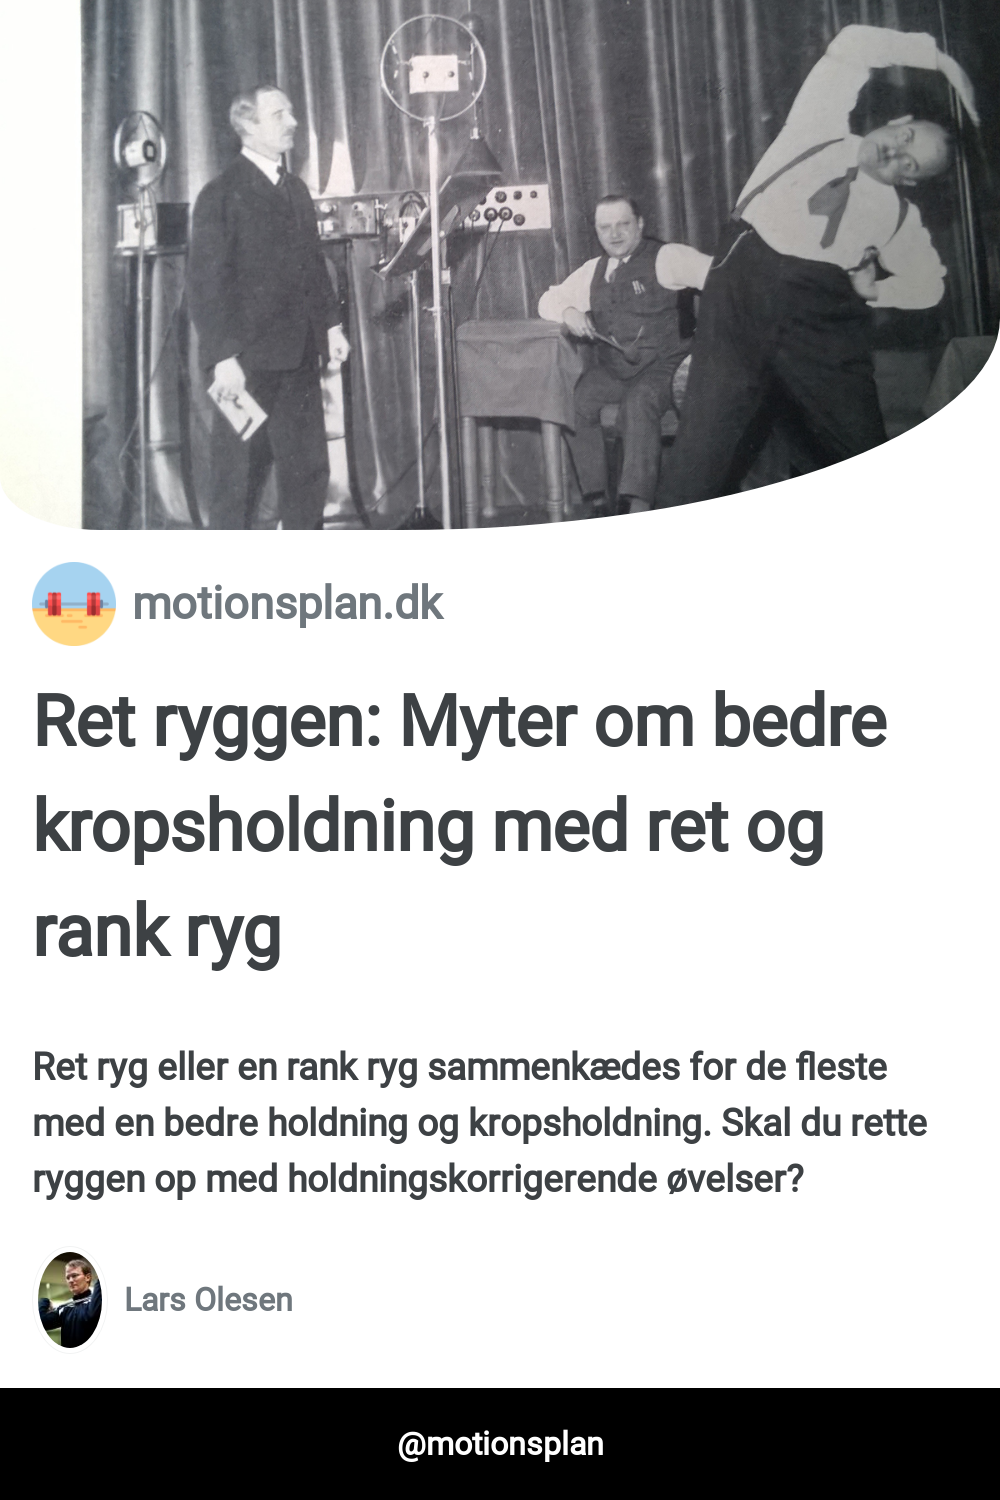 motionsplan.dk
Ret ryggen: Myter om bedre
kropsholdning med ret og
rank ryg
Ret ryg eller en rank ryg sammenkædes for de fleste
med en bedre holdning og kropsholdning. Skal du rette
ryggen op med holdningskorrigerende øvelser?
Lars Olesen
@motionsplan